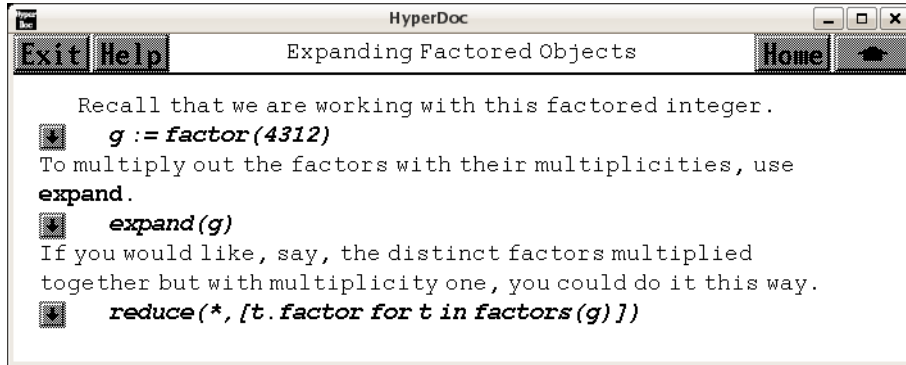 HyperDoc
Exit Help Expanding Factored Objects Home
Recall that we are working with this factored integer.
g := factor(4312)
To multiply out the factors with their multiplicities, use
expand.
expand(g)
If you would like, say, the distinct factors multiplied
together but with multiplicity one, you could do it this way.
reduce(*,[t.factor for t in factors(g)])